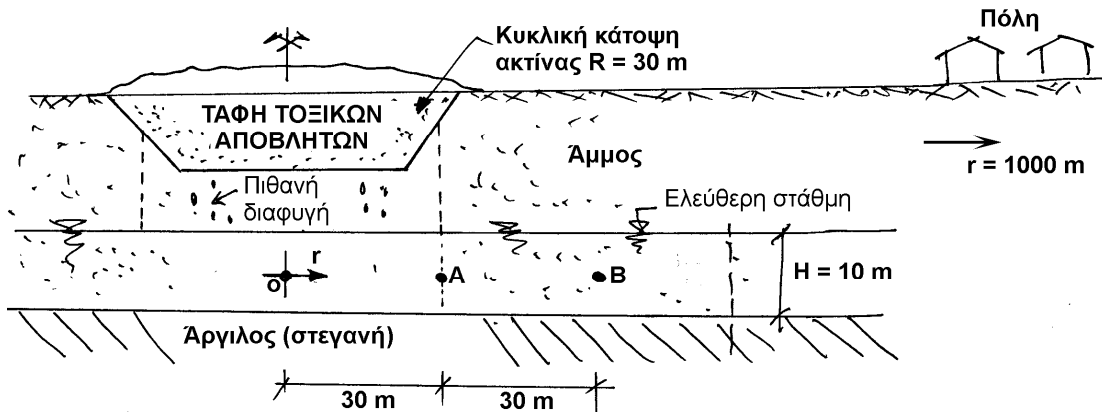 Πόλη
Κυκλική κάτοψη
ακτίνας R = 30 m
ΤΑΦΗ ΤΟΞΙΚΩΝ
ΑΠΟΒΛΗΤΩΝ
Άμμος
r = 1000 m
Πιθανή
διαφυγή
Ελεύθερη στάθμη
r
o
A
B
H = 10 m
Άργιλος (στεγανή)
30 m
30 m